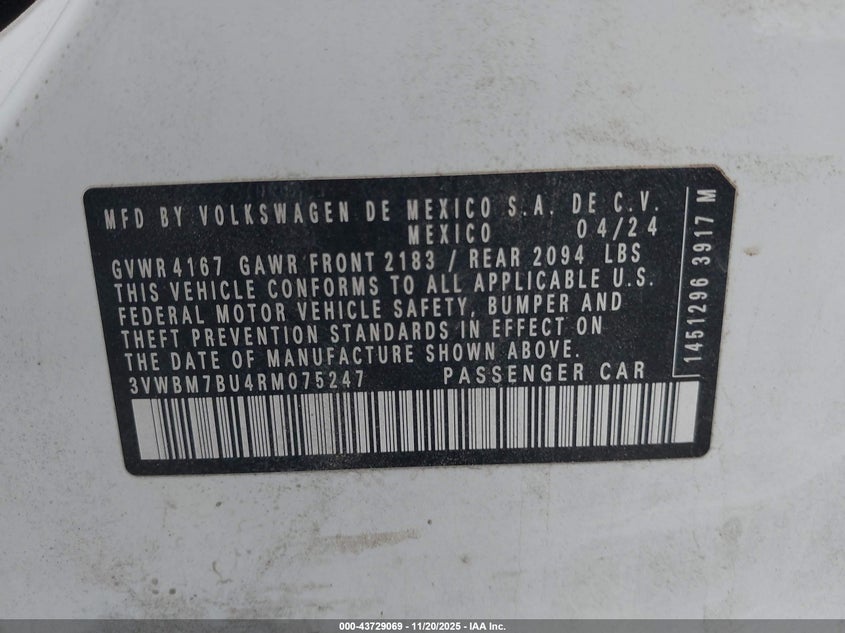 MFD BY VOLKSWAGEN DE MEXICO S.A. DE C.V.
MEXICO 04/24
GVWR 4167 GAWR FRONT 2183 / REAR 2094 LBS
THIS VEHICLE CONFORMS TO ALL APPLICABLE U.S.
FEDERAL MOTOR VEHICLE SAFETY, BUMPER AND
THEFT PREVENTION STANDARDS IN EFFECT ON
THE DATE OF MANUFACTURE SHOWN ABOVE.
3VWBM7BU4RM075247 PASSENGER CAR
1451296 3917 M
000-43729069 - 11/20/2025 - IAA Inc.